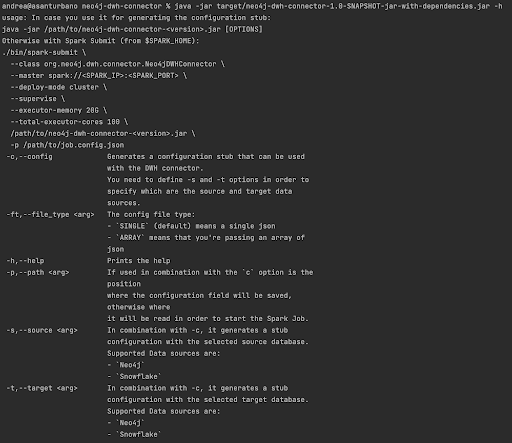 andrea@asanturbano neo4j-dwh-connector % java -jar target/neo4j-dwh-connector-1.0-SNAPSHOT-jar-with-dependencies.jar -h
usage: In case you use it for generating the configuration stub:
java -jar /path/to/neo4j-dwh-connector-<version>.jar [OPTIONS]
Otherwise with Spark Submit (from $SPARK_HOME):
./bin/spark-submit \
--class org.neo4j.dwh.connector.Neo4jDWHConnector \
--master spark://<SPARK_IP>:<SPARK_PORT> \
--deploy-mode cluster \
--supervise \
--executor-memory 20G \
--total-executor-cores 100 \
/path/to/neo4j-dwh-connector-<version>.jar \
-p /path/to/job.config.json
-c,--config Generates a configuration stub that can be used
with the DWH connector.
You need to define -s and -t options in order to
specify which are the source and target data
sources.
-ft,--file_type <arg> The config file type:
- `SINGLE` (default) means a single json
- `ARRAY` means that you're passing an array of
json
-h,--help Prints the help
-p,--path <arg> If used in combination with the `c` option is the
position
where the configuration field will be saved,
otherwise where
it will be read in order to start the Spark Job.
-s,--source <arg> In combination with -c, it generates a stub
configuration with the selected source database.
Supported Data sources are:
- `Neo4j`
- `Snowflake`
-t,--target <arg> In combination with -c, it generates a stub
configuration with the selected target database.
Supported Data sources are:
- `Neo4j`
- `Snowflake`